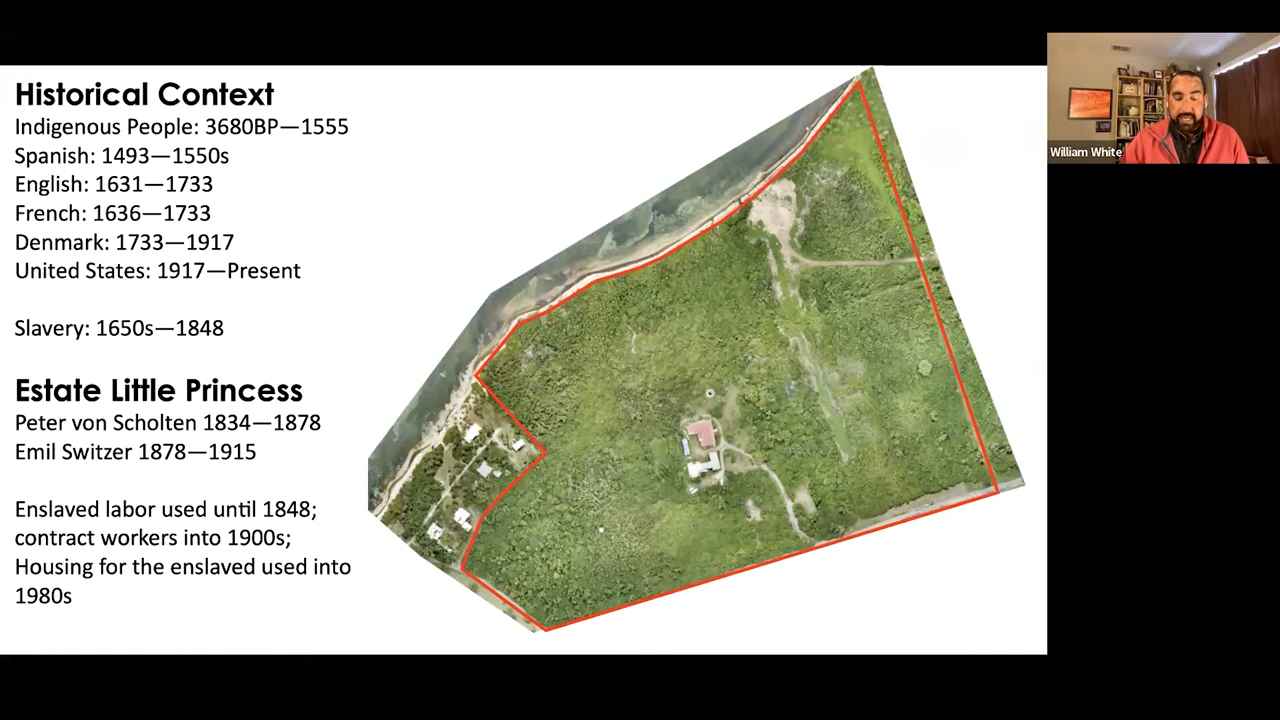 Historical Context
Indigenous People: 3680BP—1555
Spanish: 1493—1550s
English: 1631—1733
French: 1636—1733
Denmark: 1733—1917
United States: 1917—Present
Slavery: 1650s—1848
Estate Little Princess
Peter von Scholten 1834—1878
Emil Switzer 1878—1915
Enslaved labor used until 1848;
contract workers into 1900s;
Housing for the enslaved used into
1980s
William White